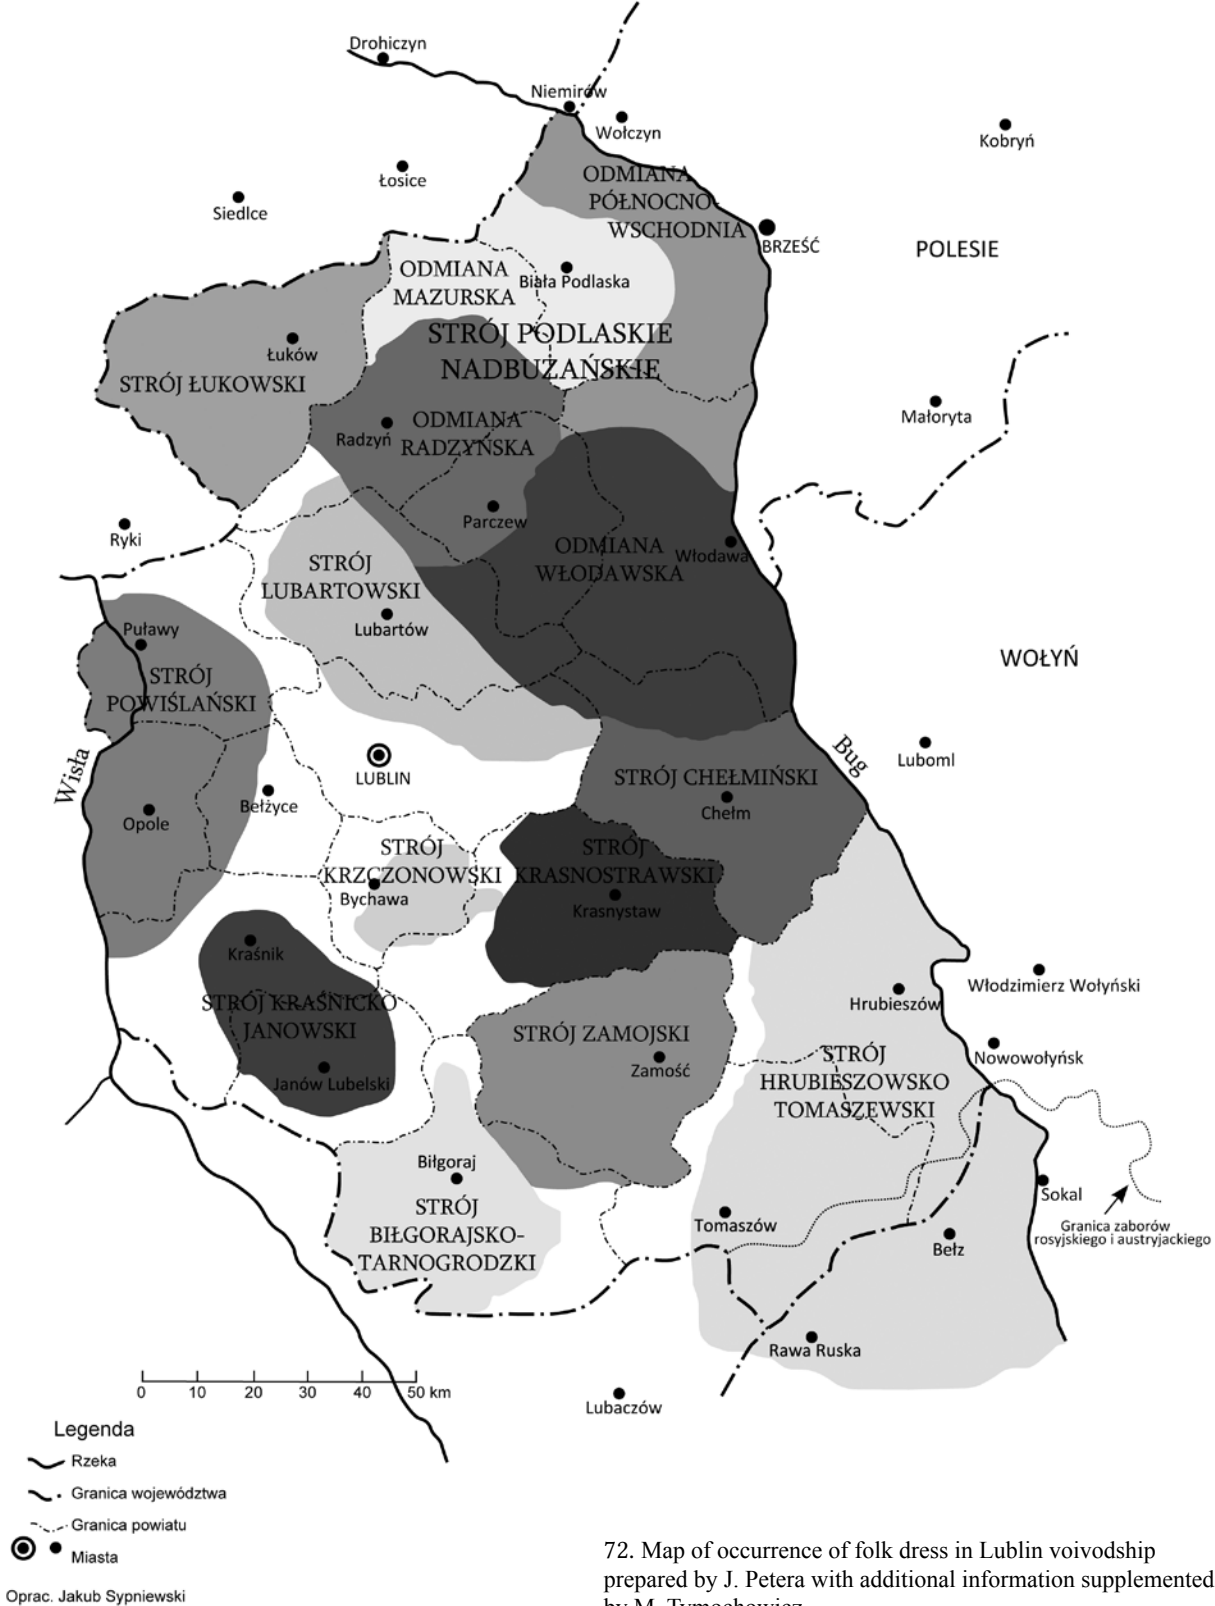 Drohiczyn
Niemirów
Wołczyn
Kobryń
Łosice
Siedlce
ODMIANA
PÓŁNOCNO-
WSCHODNIA
BRZEŚĆ
POLESIE
ODMIANA
MAZURSKA
Biała Podlaska
STRÓJ PODLASKIE
NADBUŻAŃSKIE
Łuków
STRÓJ ŁUKOWSKI
Małoryta
Radzyń
ODMIANA
RADZYŃSKA
Parczew
Ryki
ODMIANA
WŁODAWSKA
Włodawa
STRÓJ
LUBARTOWSKI
Lubartów
Puławy
STRÓJ
POWIŚLAŃSKI
WOŁYŃ
Wisła
LUBLIN
Bug
Luboml
STRÓJ CHEŁMIŃSKI
Chełm
Bełżyce
Opole
STRÓJ
KRZCZONOWSKI
Bychawa
STRÓJ
KRASNOSTRAWSKI
Krasnystaw
Kraśnik
STRÓJ KRAŚNICKO
JANOWSKI
Janów Lubelski
STRÓJ ZAMOJSKI
Zamość
Hrubieszów
Włodzimierz Wołyński
Nowowołyńsk
STRÓJ
HRUBIESZOWSKO
TOMASZEWSKI
Biłgoraj
STRÓJ
BIŁGORAJSKO-
TARNOGRODZKI
Sokal
Granica zaborów
rosyjskiego i austryjackiego
Tomaszów
Bełz
Rawa Ruska
Lubaczów
0 10 20 30 40 50 km
Legenda
Rzeka
Granica województwa
Granica powiatu
Miasta
Oprac. Jakub Sypniewski
72. Map of occurrence of folk dress in Lublin voivodship
prepared by J. Petera with additional information supplemented
by M. Tymochowicz